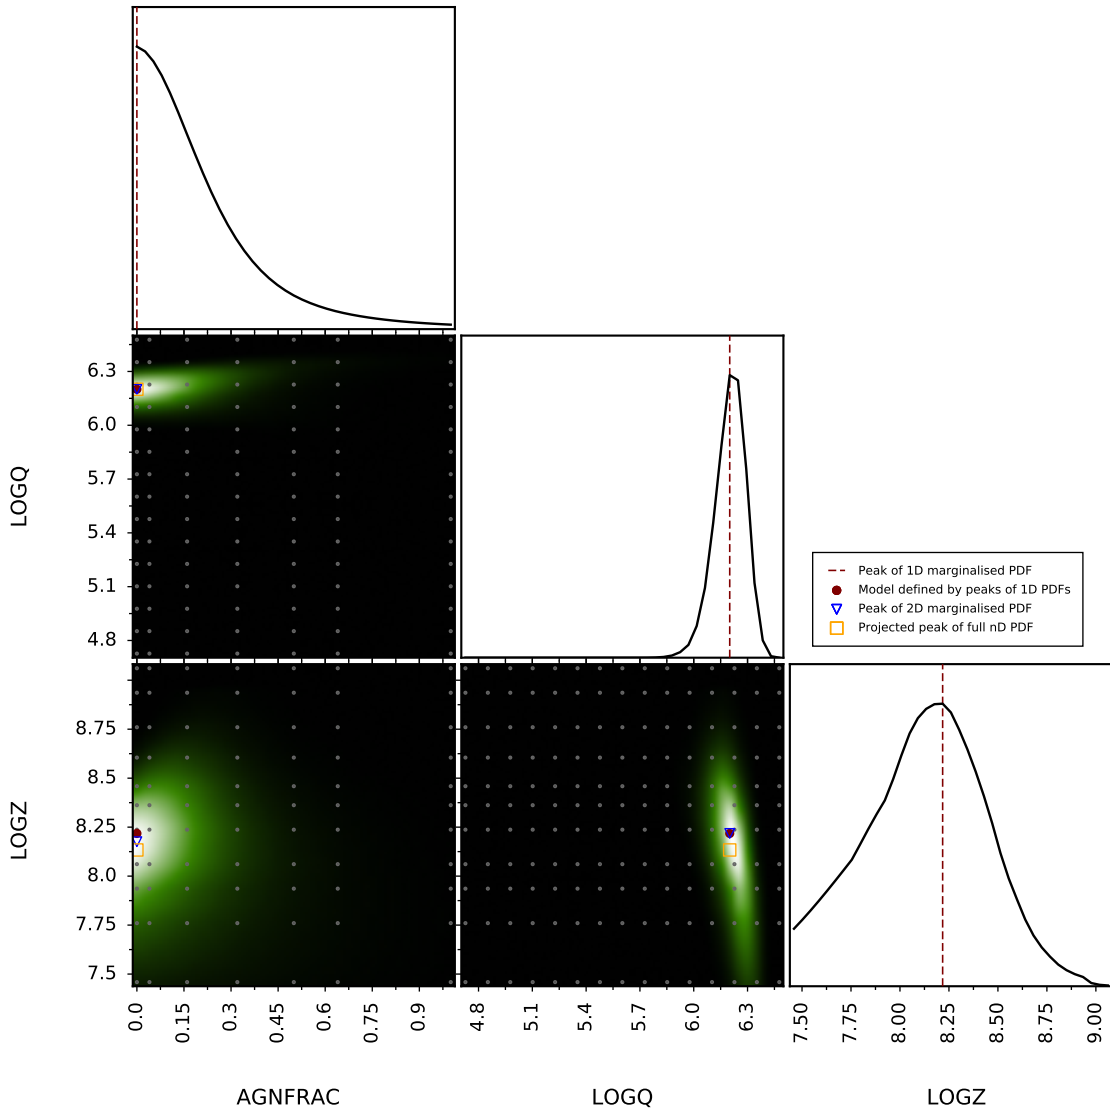 6.3
6.0
5.7
5.4
5.1
4.8
LOGQ
Peak of 1D marginalised PDF
Model defined by peaks of 1D PDFs
Peak of 2D marginalised PDF
Projected peak of full nD PDF
8.75
8.5
8.25
8.0
7.75
7.5
LOGZ
0.0 0.15 0.3 0.45 0.6 0.75 0.9
4.8 5.1 5.4 5.7 6.0 6.3
7.50 7.75 8.00 8.25 8.50 8.75 9.00
AGNFRAC LOGQ LOGZ